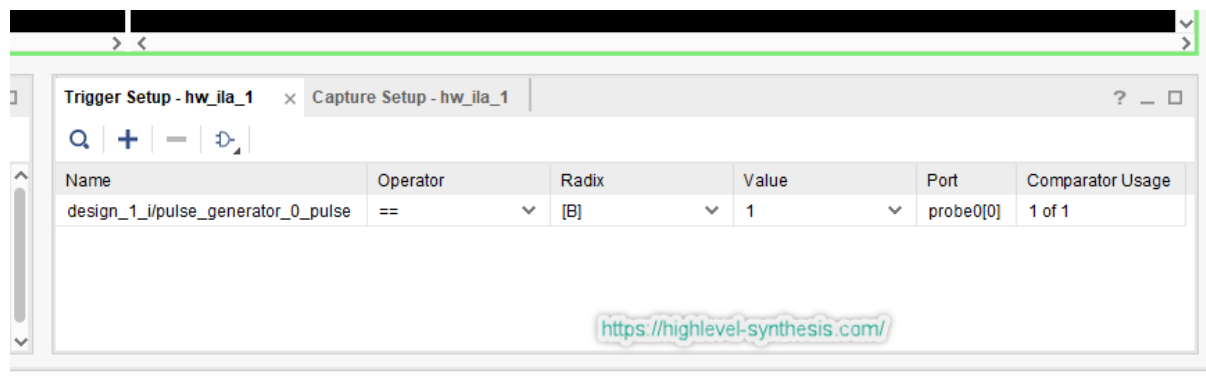 Trigger Setup - hw_ila_1 × Capture Setup - hw_ila_1 ?
Name Operator Radix Value Port Comparator Usage
design_1_i/pulse_generator_0_pulse == [B] 1 probe0[0] 1 of 1
https://highlevel-synthesis.com/